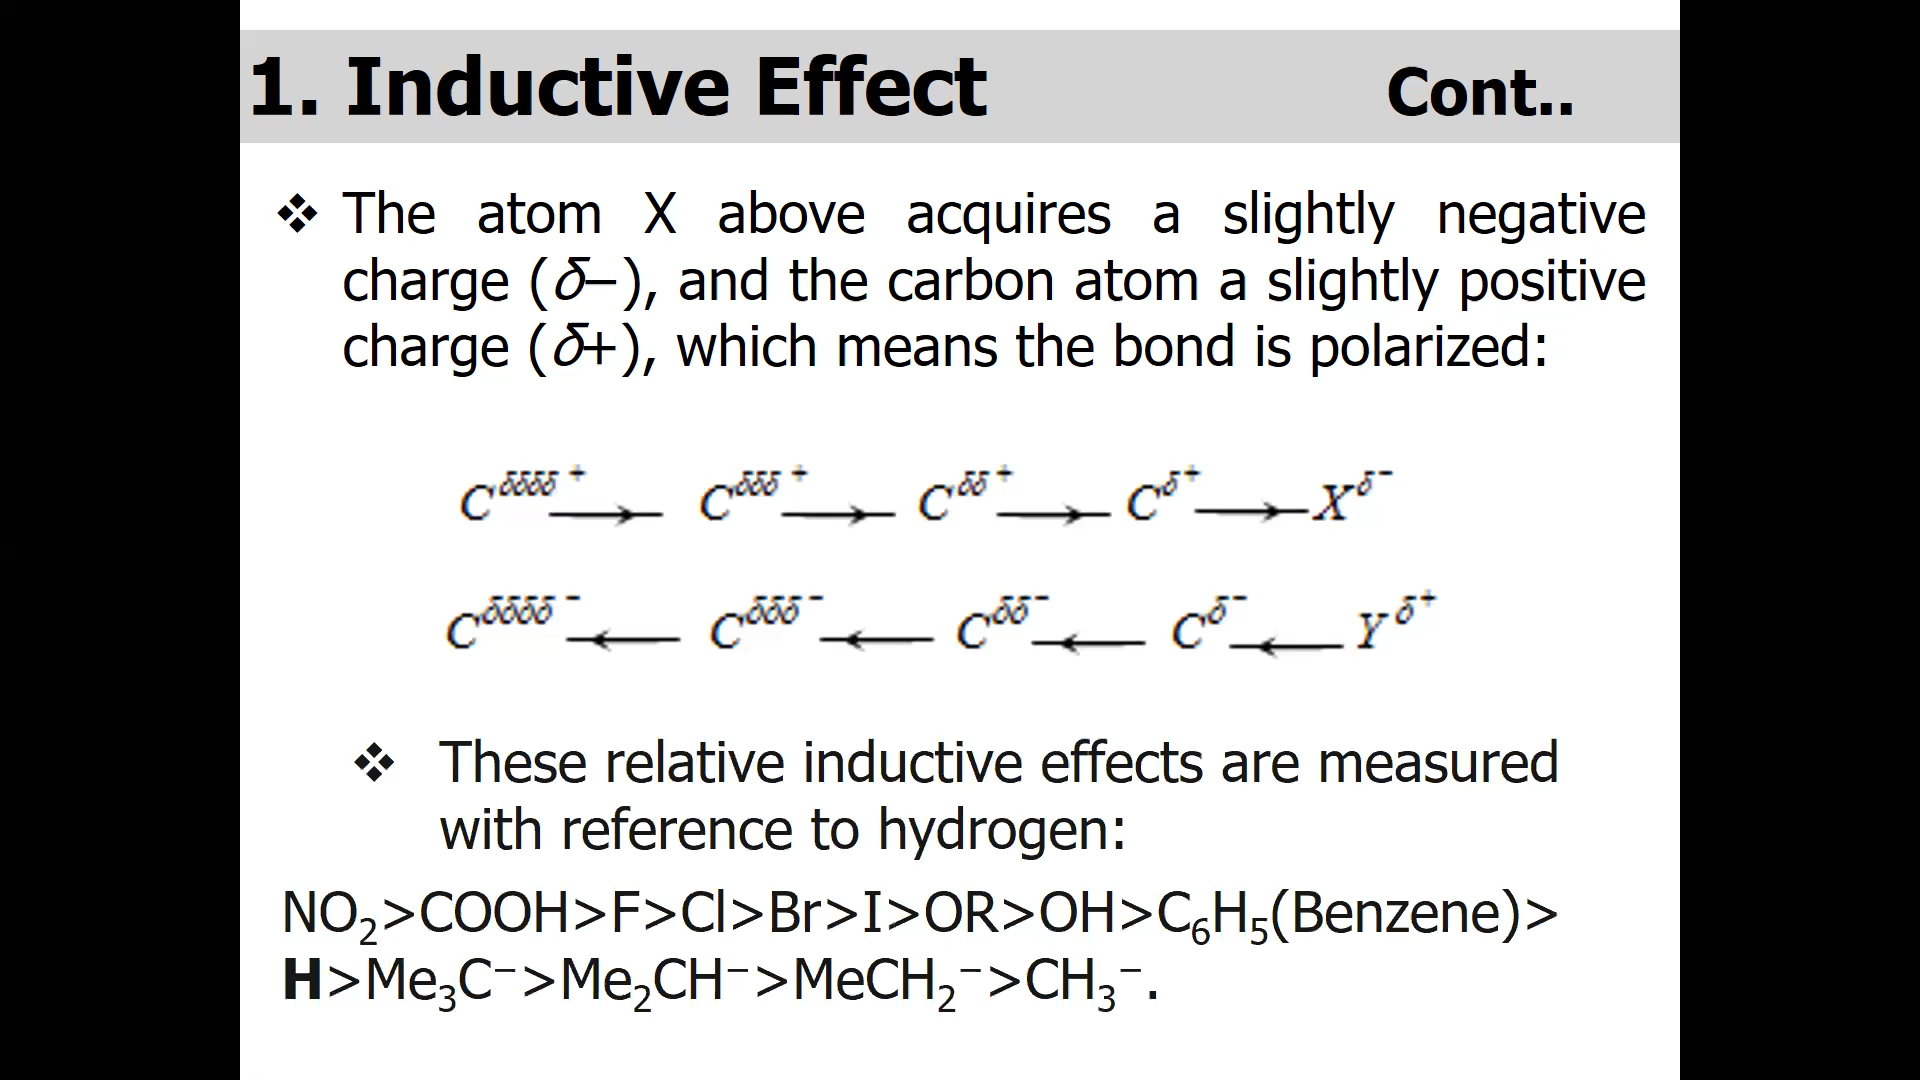 1. Inductive Effect Cont..
❖ The atom X above acquires a slightly negative
charge (δ−), and the carbon atom a slightly positive
charge (δ+), which means the bond is polarized:
C^δδδδ+ → C^δδδ+ → C^δδ+ → C^δ+ → X^δ−
C^δδδδ− ← C^δδδ− ← C^δδ− ← C^δ− ← Y^δ+
❖ These relative inductive effects are measured
with reference to hydrogen:
NO₂>COOH>F>Cl>Br>I>OR>OH>C₆H₅(Benzene)>
H>Me₃C⁻>Me₂CH⁻>MeCH₂⁻>CH₃⁻.